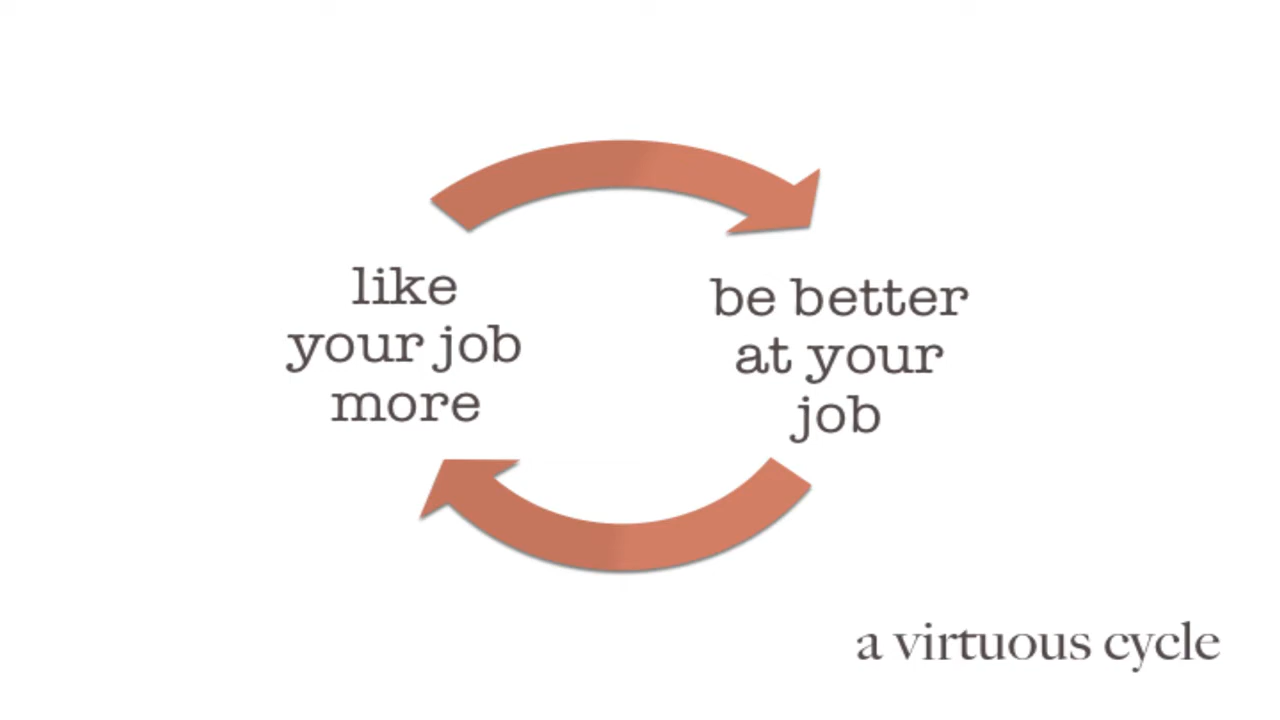 like
your job
more
be better
at your
job
a virtuous cycle